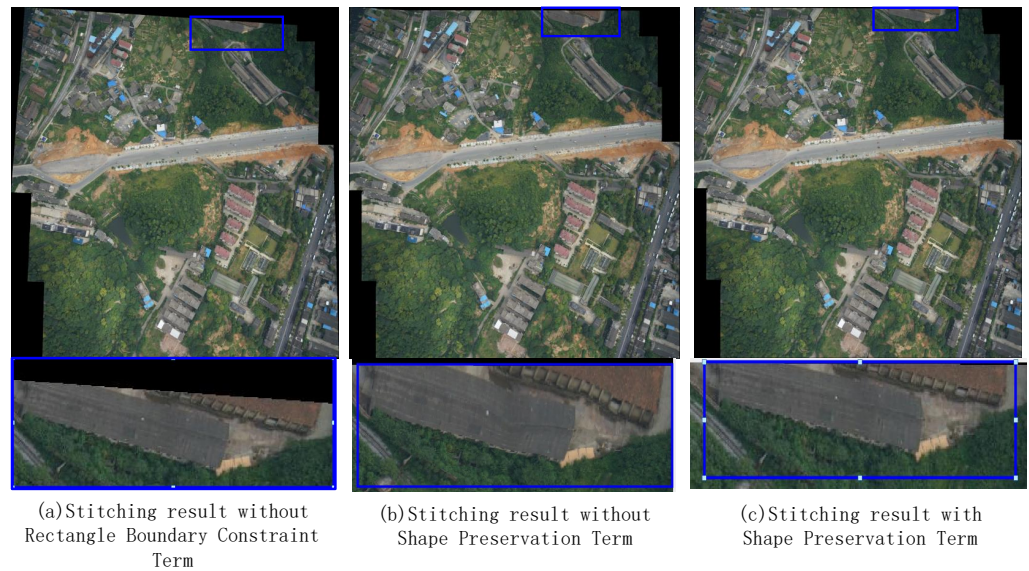 (a)Stitching result without
Rectangle Boundary Constraint
Term
(b)Stitching result without
Shape Preservation Term
(c)Stitching result with
Shape Preservation Term